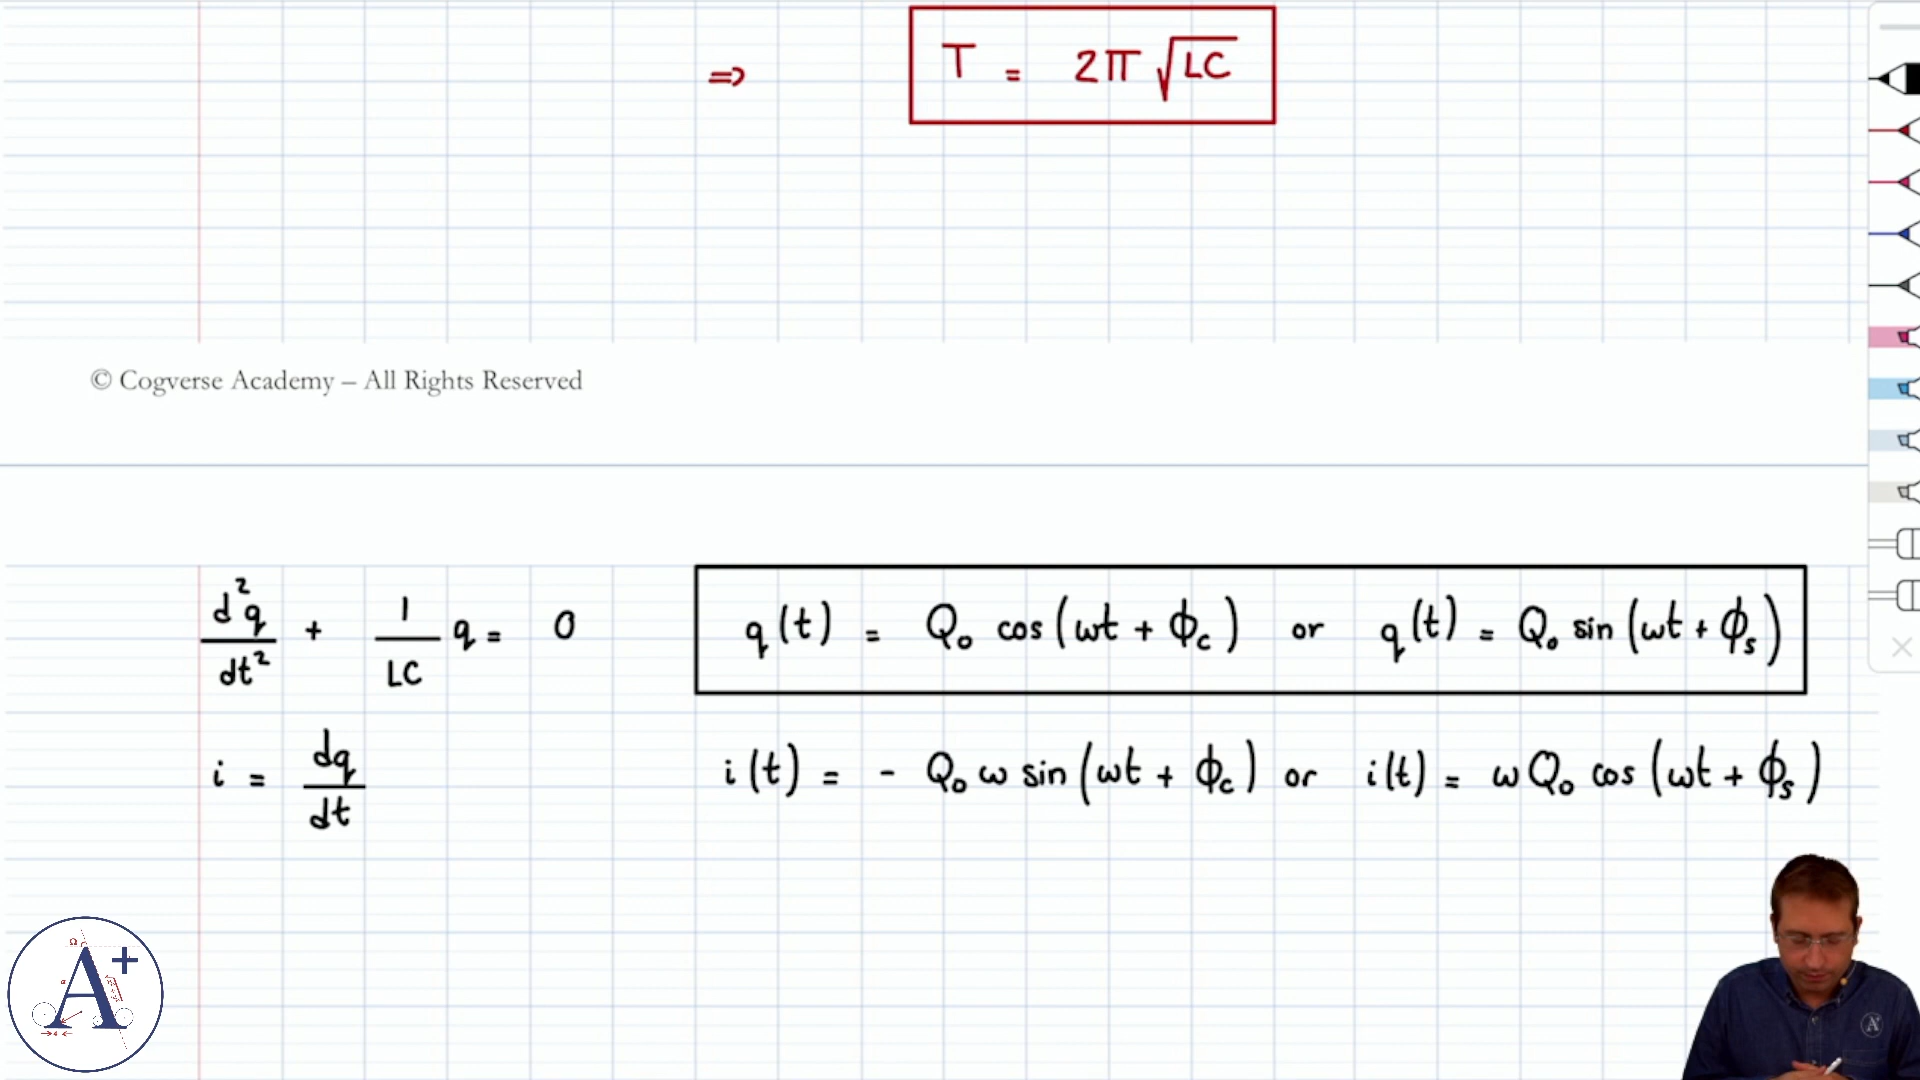 ⇒ T = 2π √LC
© Cogverse Academy – All Rights Reserved
d²q/dt² + 1/LC q = 0 q(t) = Q₀ cos(ωt + ϕc) or q(t) = Q₀ sin(ωt + ϕs)
i = dq/dt i(t) = - Q₀ ω sin(ωt + ϕc) or i(t) = ω Q₀ cos(ωt + ϕs)
A+